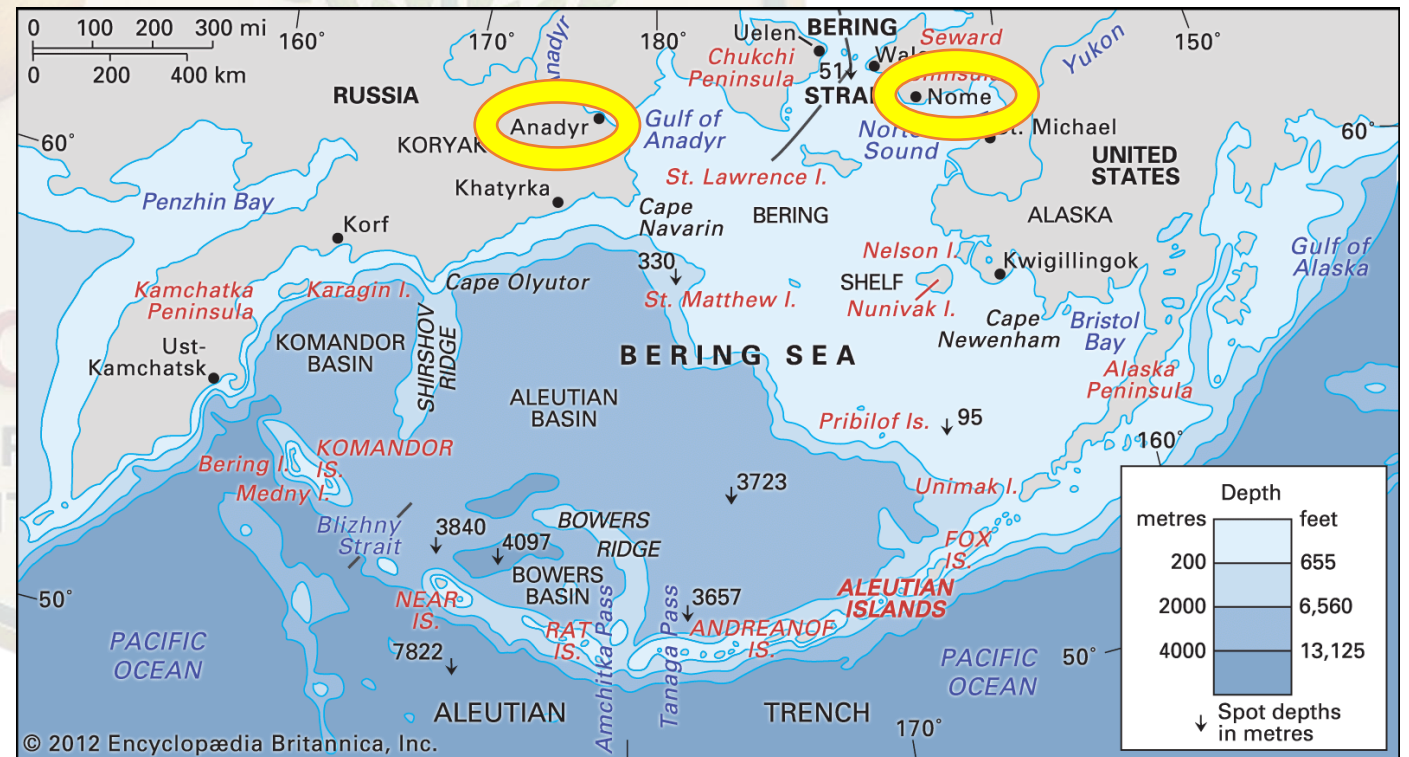 0 100 200 300 mi
0 200 400 km
160°
170°
180°
150°
60°
60°
50°
50°
160°
170°
RUSSIA
Anadyr
KORYAK
Khatyrka
Korf
Penzhin Bay
Kamchatka
Peninsula
Karagin I.
Ust-
Kamchatsk
Cape Olyutor
Gulf of
Anadyr
Cape
Navarin
Uelen
Chukchi
Peninsula
BERING
51
Seward
Nome
Sound
St. Michael
Yukon
UNITED
STATES
ALASKA
St. Lawrence I.
BERING
SHELF
Nelson I.
Nunivak I.
Kwigillingok
Cape
Newenham
Bristol
Bay
Gulf of
Alaska
Alaska
Peninsula
330
St. Matthew I.
BERING SEA
KOMANDOR
BASIN
SHIRSHOV
RIDGE
ALEUTIAN
BASIN
Pribilof Is.
95
Unimak I.
FOX
IS.
ALEUTIAN
ISLANDS
3723
KOMANDOR
IS.
Bering I.
Medny I.
Blizhny
Strait
3840
4097
BOWERS
RIDGE
BOWERS
BASIN
3657
NEAR
IS.
RAT
IS.
Amchitka Pass
Tanaga Pass
ANDREANOF
IS.
7822
PACIFIC
OCEAN
PACIFIC
OCEAN
ALEUTIAN TRENCH
Depth
metres feet
200 655
2000 6,560
4000 13,125
Spot depths
in metres
© 2012 Encyclopædia Britannica, Inc.